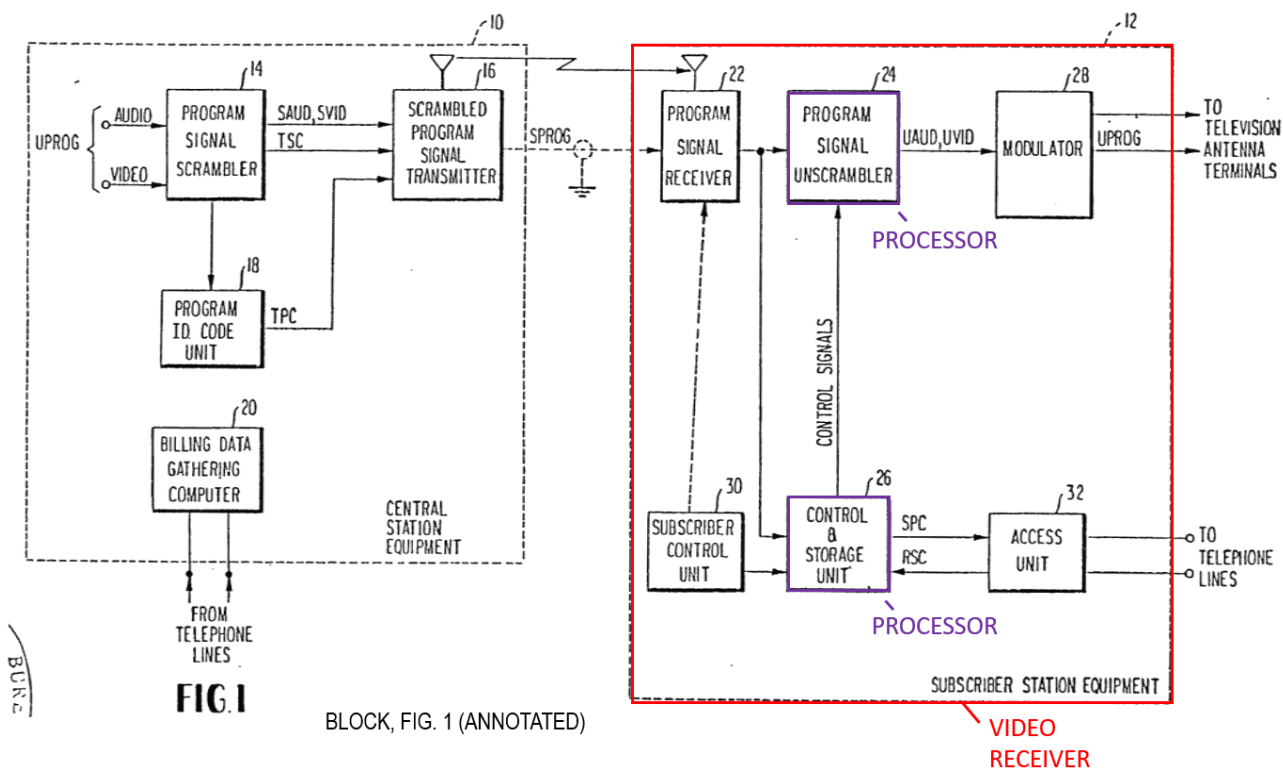 10
12
14
PROGRAM
SIGNAL
SCRAMBLER
UPROG
AUDIO
VIDEO
SAUD,SVID
TSC
16
SCRAMBLED
PROGRAM
SIGNAL
TRANSMITTER
SPROG
22
PROGRAM
SIGNAL
RECEIVER
24
PROGRAM
SIGNAL
UNSCRAMBLER
PROCESSOR
UAUD,UVID
28
MODULATOR
UPROG
TO
TELEVISION
ANTENNA
TERMINALS
18
PROGRAM
ID. CODE
UNIT
TPC
CONTROL SIGNALS
20
BILLING DATA
GATHERING
COMPUTER
CENTRAL
STATION
EQUIPMENT
30
SUBSCRIBER
CONTROL
UNIT
26
CONTROL
&
STORAGE
UNIT
PROCESSOR
SPC
RSC
32
ACCESS
UNIT
TO
TELEPHONE
LINES
FROM
TELEPHONE
LINES
SUBSCRIBER STATION EQUIPMENT
FIG.1
BLOCK, FIG. 1 (ANNOTATED)
VIDEO
RECEIVER